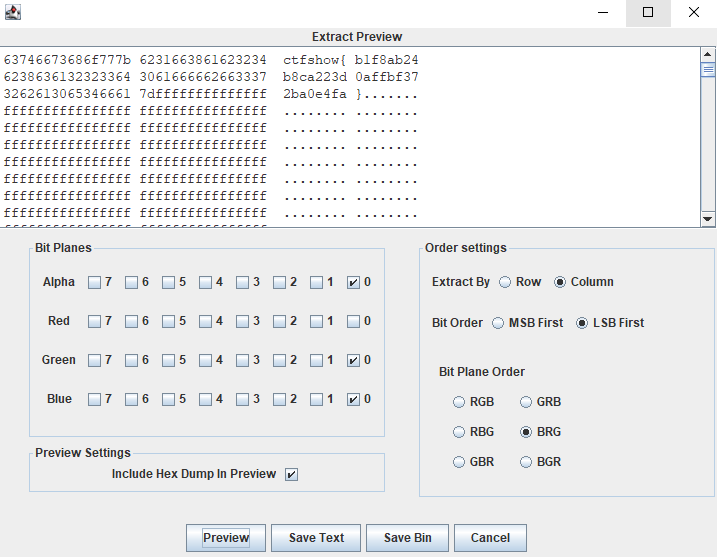 Extract Preview
63746673686f777b 6231663861623234 ctfshow{ b1f8ab24
6238636132323364 3061666662663337 b8ca223d 0affbf37
3262613065346661 7dffffffffffffff 2ba0e4fa }.......
ffffffffffffffff ffffffffffffffff ........ ........
ffffffffffffffff ffffffffffffffff ........ ........
ffffffffffffffff ffffffffffffffff ........ ........
ffffffffffffffff ffffffffffffffff ........ ........
ffffffffffffffff ffffffffffffffff ........ ........
ffffffffffffffff ffffffffffffffff ........ ........
ffffffffffffffff ffffffffffffffff ........ ........
Bit Planes
Alpha 7 6 5 4 3 2 1 0
Red 7 6 5 4 3 2 1 0
Green 7 6 5 4 3 2 1 0
Blue 7 6 5 4 3 2 1 0
Preview Settings
Include Hex Dump In Preview
Order settings
Extract By Row Column
Bit Order MSB First LSB First
Bit Plane Order
RGB GRB
RBG BRG
GBR BGR
Preview Save Text Save Bin Cancel